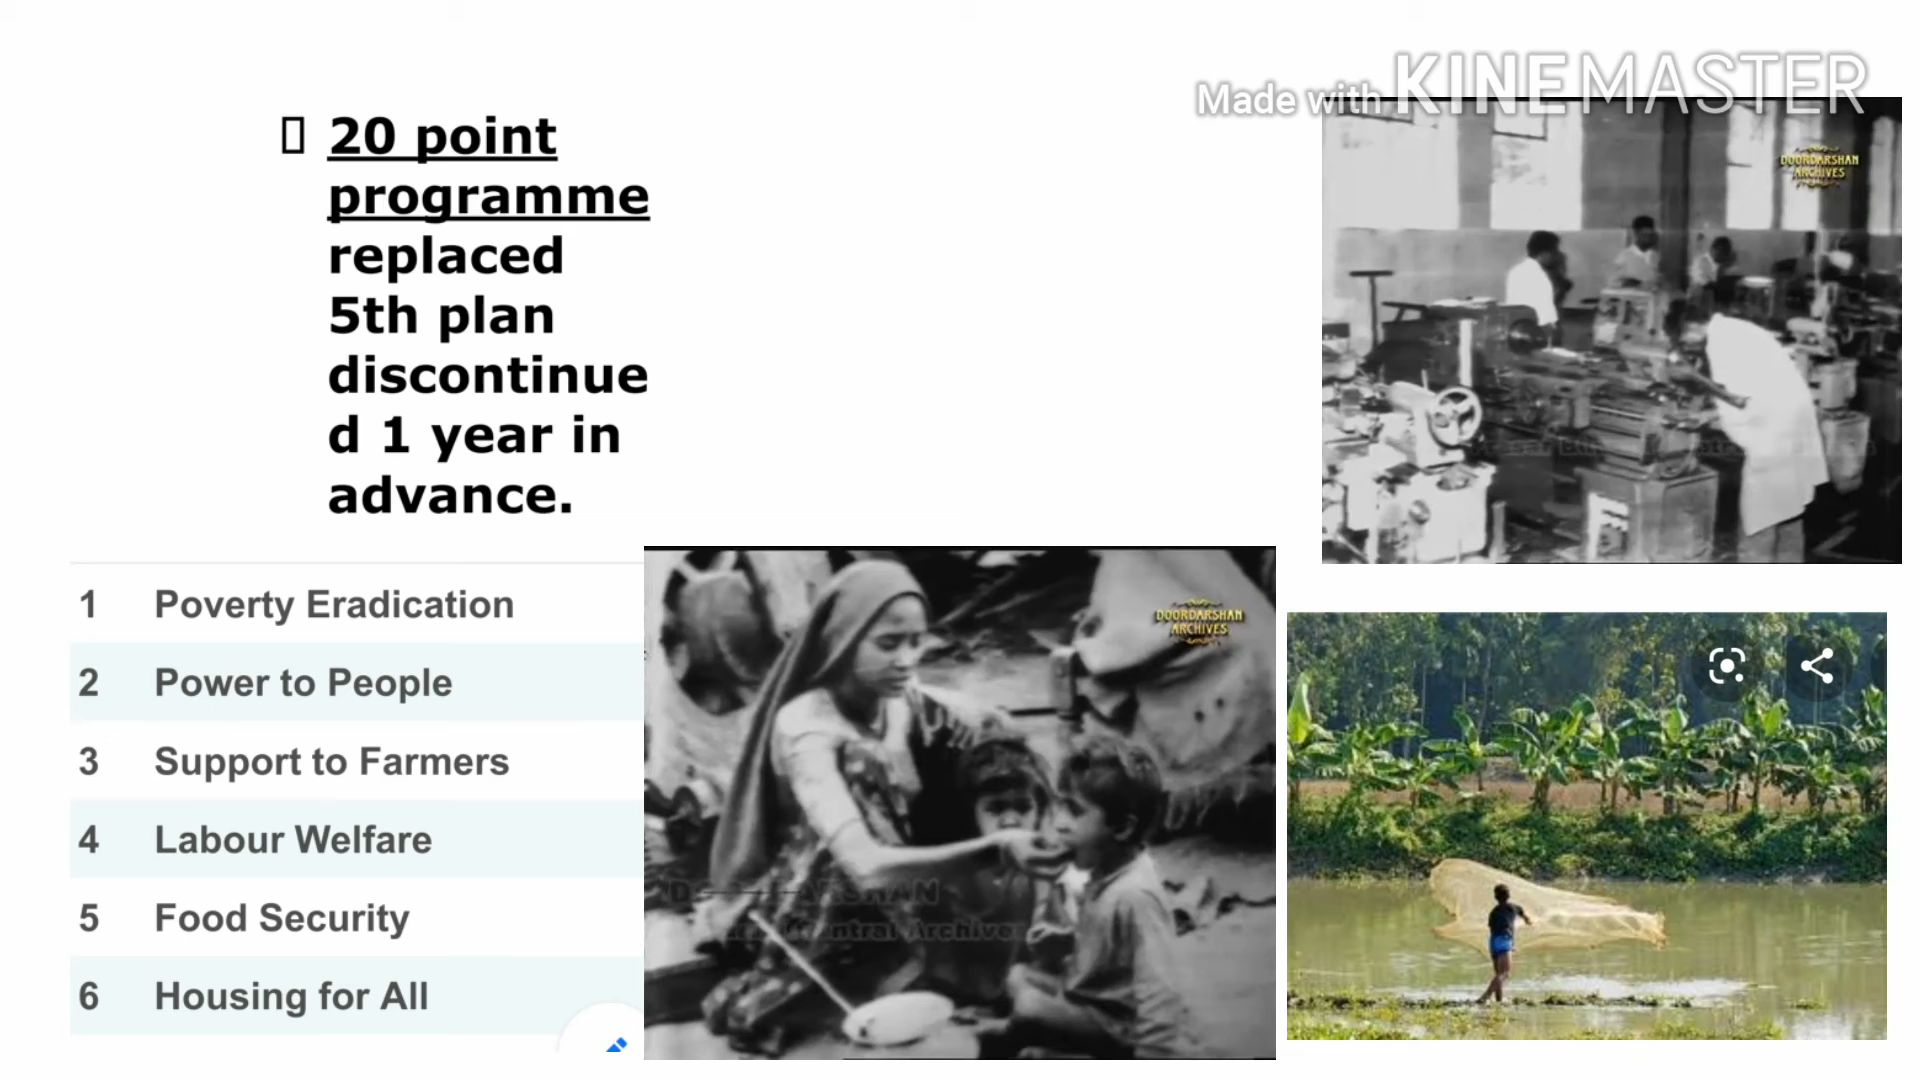 Made with KINEMASTER
20 point
programme
replaced
5th plan
discontinue
d 1 year in
advance.
DOORDARSHAN
ARCHIVES
1 Poverty Eradication
2 Power to People
3 Support to Farmers
4 Labour Welfare
5 Food Security
6 Housing for All
DOORDARSHAN
ARCHIVES
Central Archives